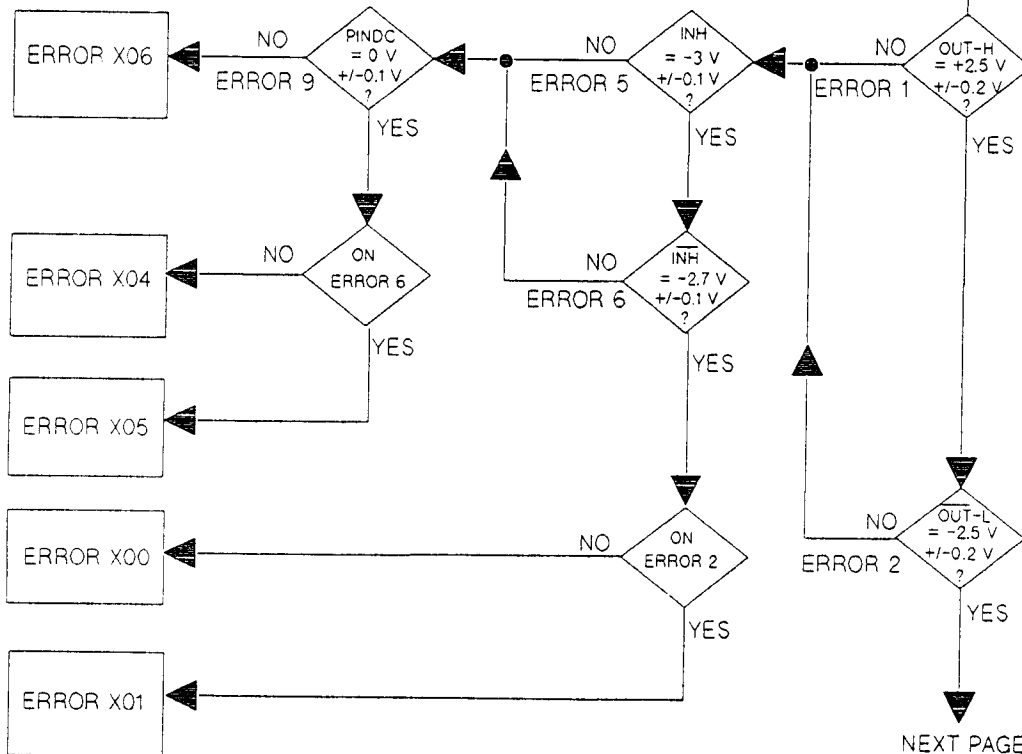 ERROR X06
NO
ERROR 9
PINDC
= 0 V
+/-0.1 V
?
YES
NO
ERROR 5
INH
= -3 V
+/-0.1 V
?
YES
NO
ERROR 1
OUT-H
= +2.5 V
+/-0.2 V
?
YES
ERROR X04
NO
ON
ERROR 6
YES
NO
ERROR 6
INH
= -2.7 V
+/-0.1 V
?
YES
ERROR X05
ERROR X00
NO
ON
ERROR 2
YES
NO
ERROR 2
OUT-L
= -2.5 V
+/-0.2 V
?
YES
ERROR X01
NEXT PAGE